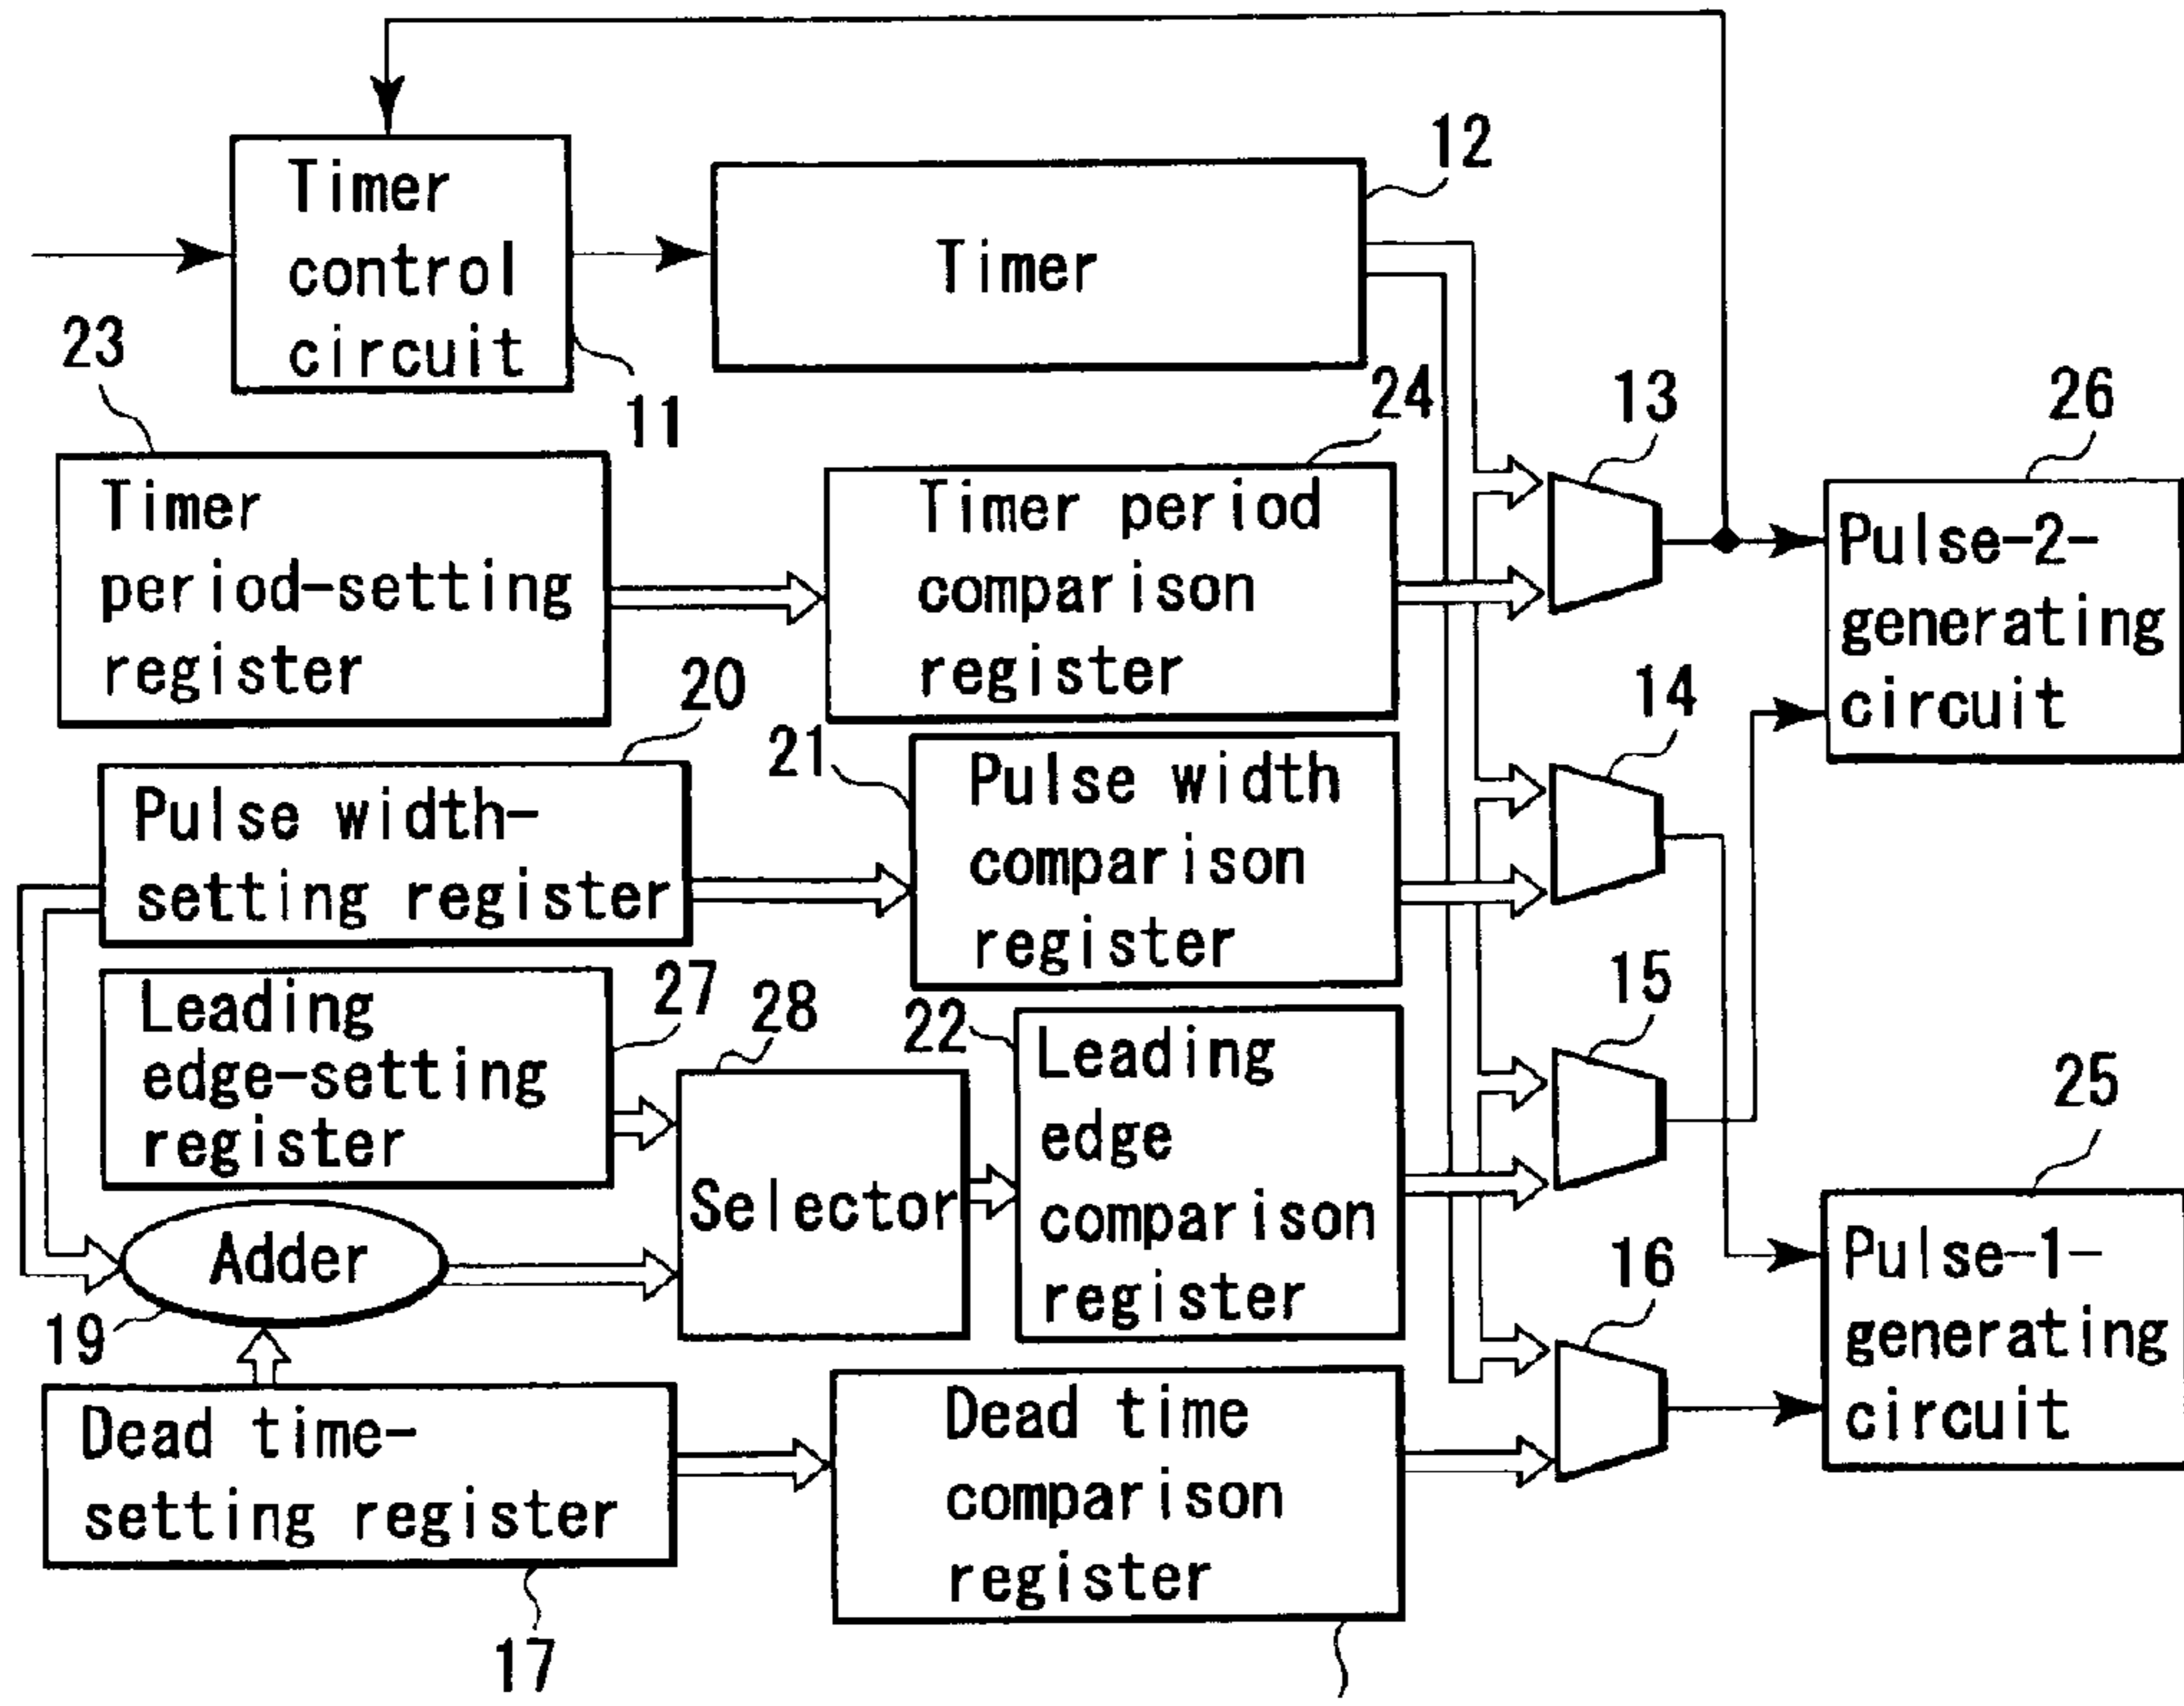 12
Timer
control
circuit
Timer
23
11
24
13
26
Timer
period-setting
register
Timer period
comparison
register
Pulse-2-
generating
circuit
20
14
21
Pulse width-
setting register
Pulse width
comparison
register
27
28
22
15
Leading
edge-setting
register
Leading
edge
comparison
register
25
Selector
Adder
19
16
Pulse-1-
generating
circuit
Dead time-
setting register
Dead time
comparison
register
17